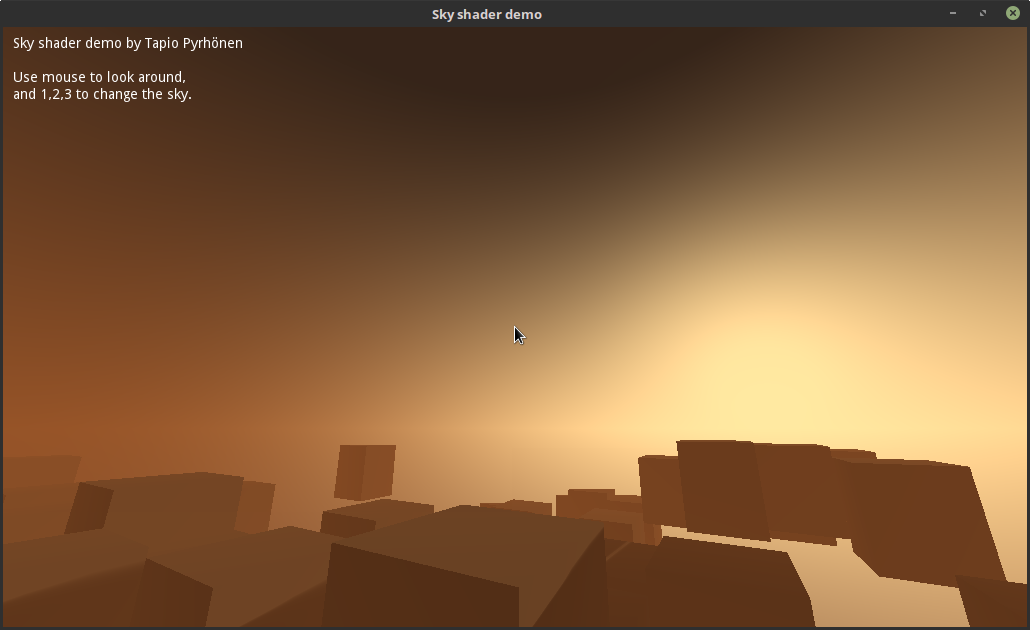 Sky shader demo
Sky shader demo by Tapio Pyrhönen
Use mouse to look around,
and 1,2,3 to change the sky.